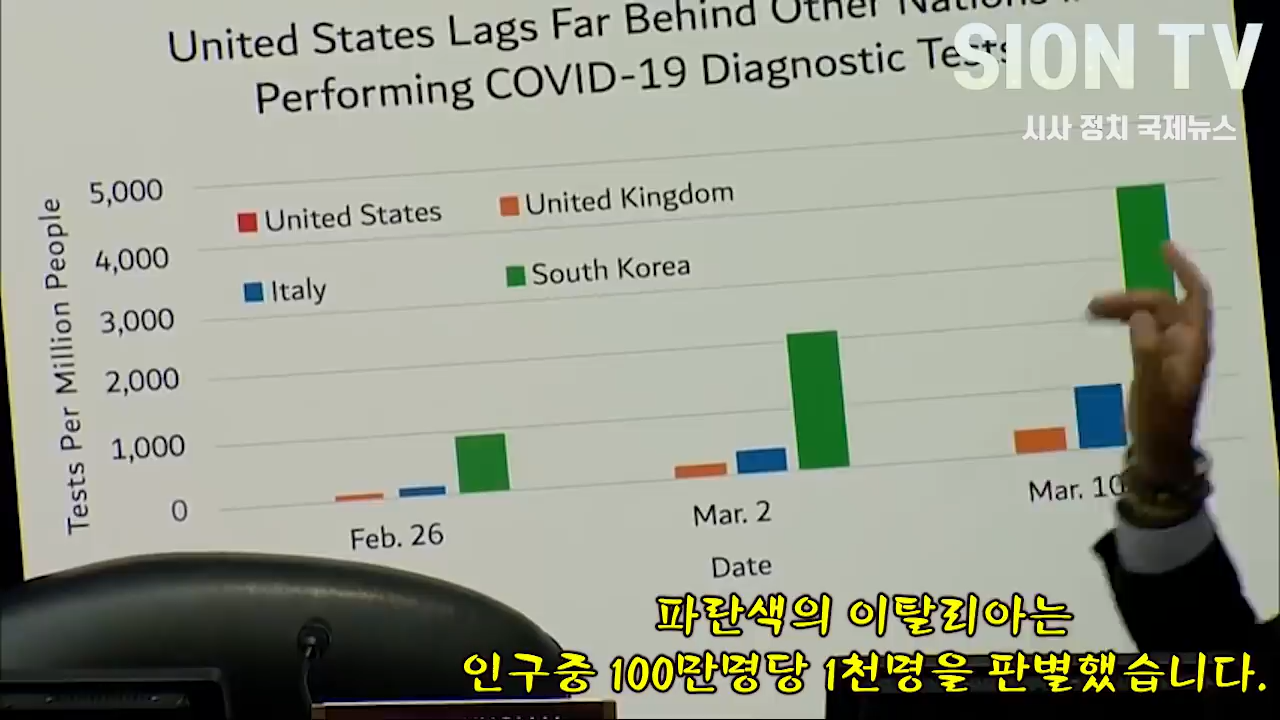 United States Lags Far Behind Other Nations
Performing COVID-19 Diagnostic Tests
SION TV
시사 정치 국제뉴스
Tests Per Million People
5,000
4,000
3,000
2,000
1,000
0
United States
United Kingdom
Italy
South Korea
Feb. 26
Mar. 2
Mar. 10
Date
파란색의 이탈리아는
인구중 100만명당 1천명을 판별했습니다.